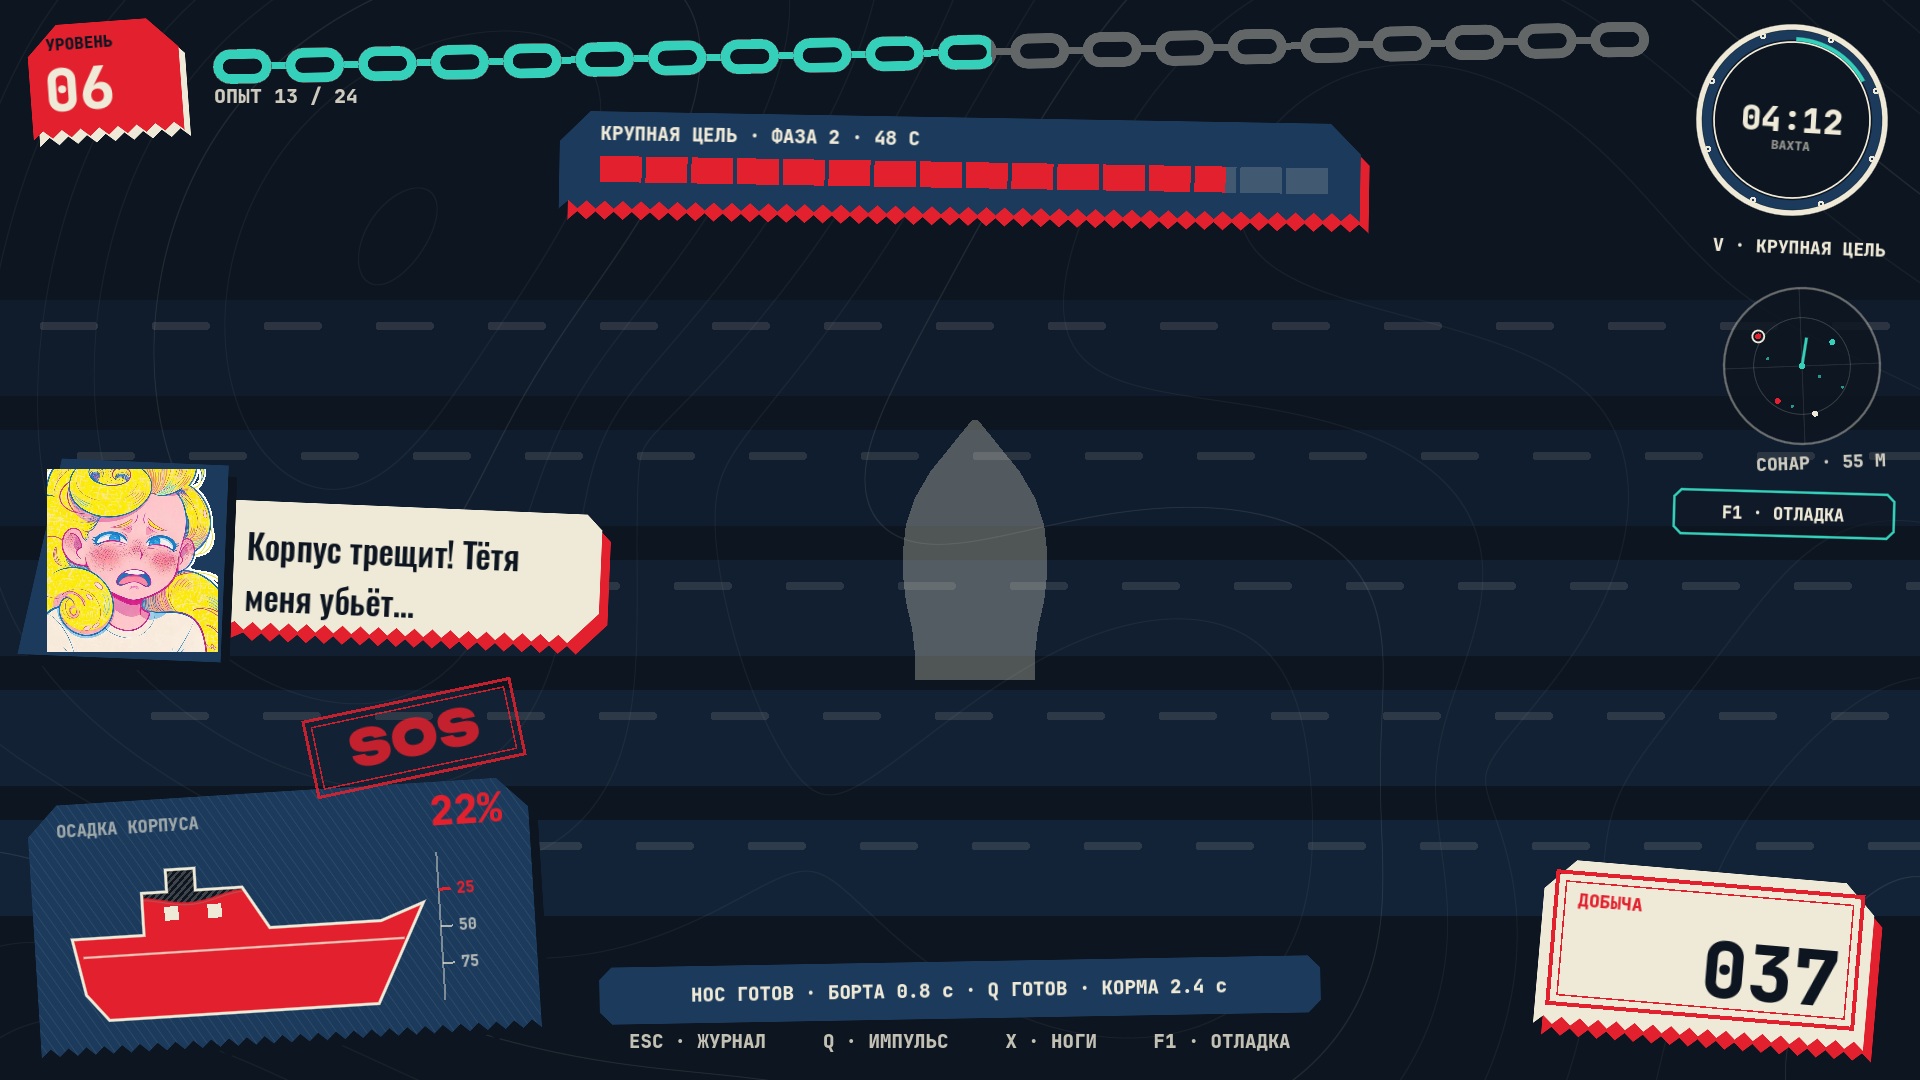 УРОВЕНЬ
06
ОПЫТ 13 / 24
КРУПНАЯ ЦЕЛЬ · ФАЗА 2 · 48 С
04:12
ВАХТА
V · КРУПНАЯ ЦЕЛЬ
СОНАР · 55 М
F1 · ОТЛАДКА
Корпус трещит! Тётя
меня убьёт...
SOS
ОСАДКА КОРПУСА
22%
25
50
75
ДОБЫЧА
037
НОС ГОТОВ · БОРТА 0.8 с · Q ГОТОВ · КОРМА 2.4 с
ESC · ЖУРНАЛ Q · ИМПУЛЬС X · НОГИ F1 · ОТЛАДКА